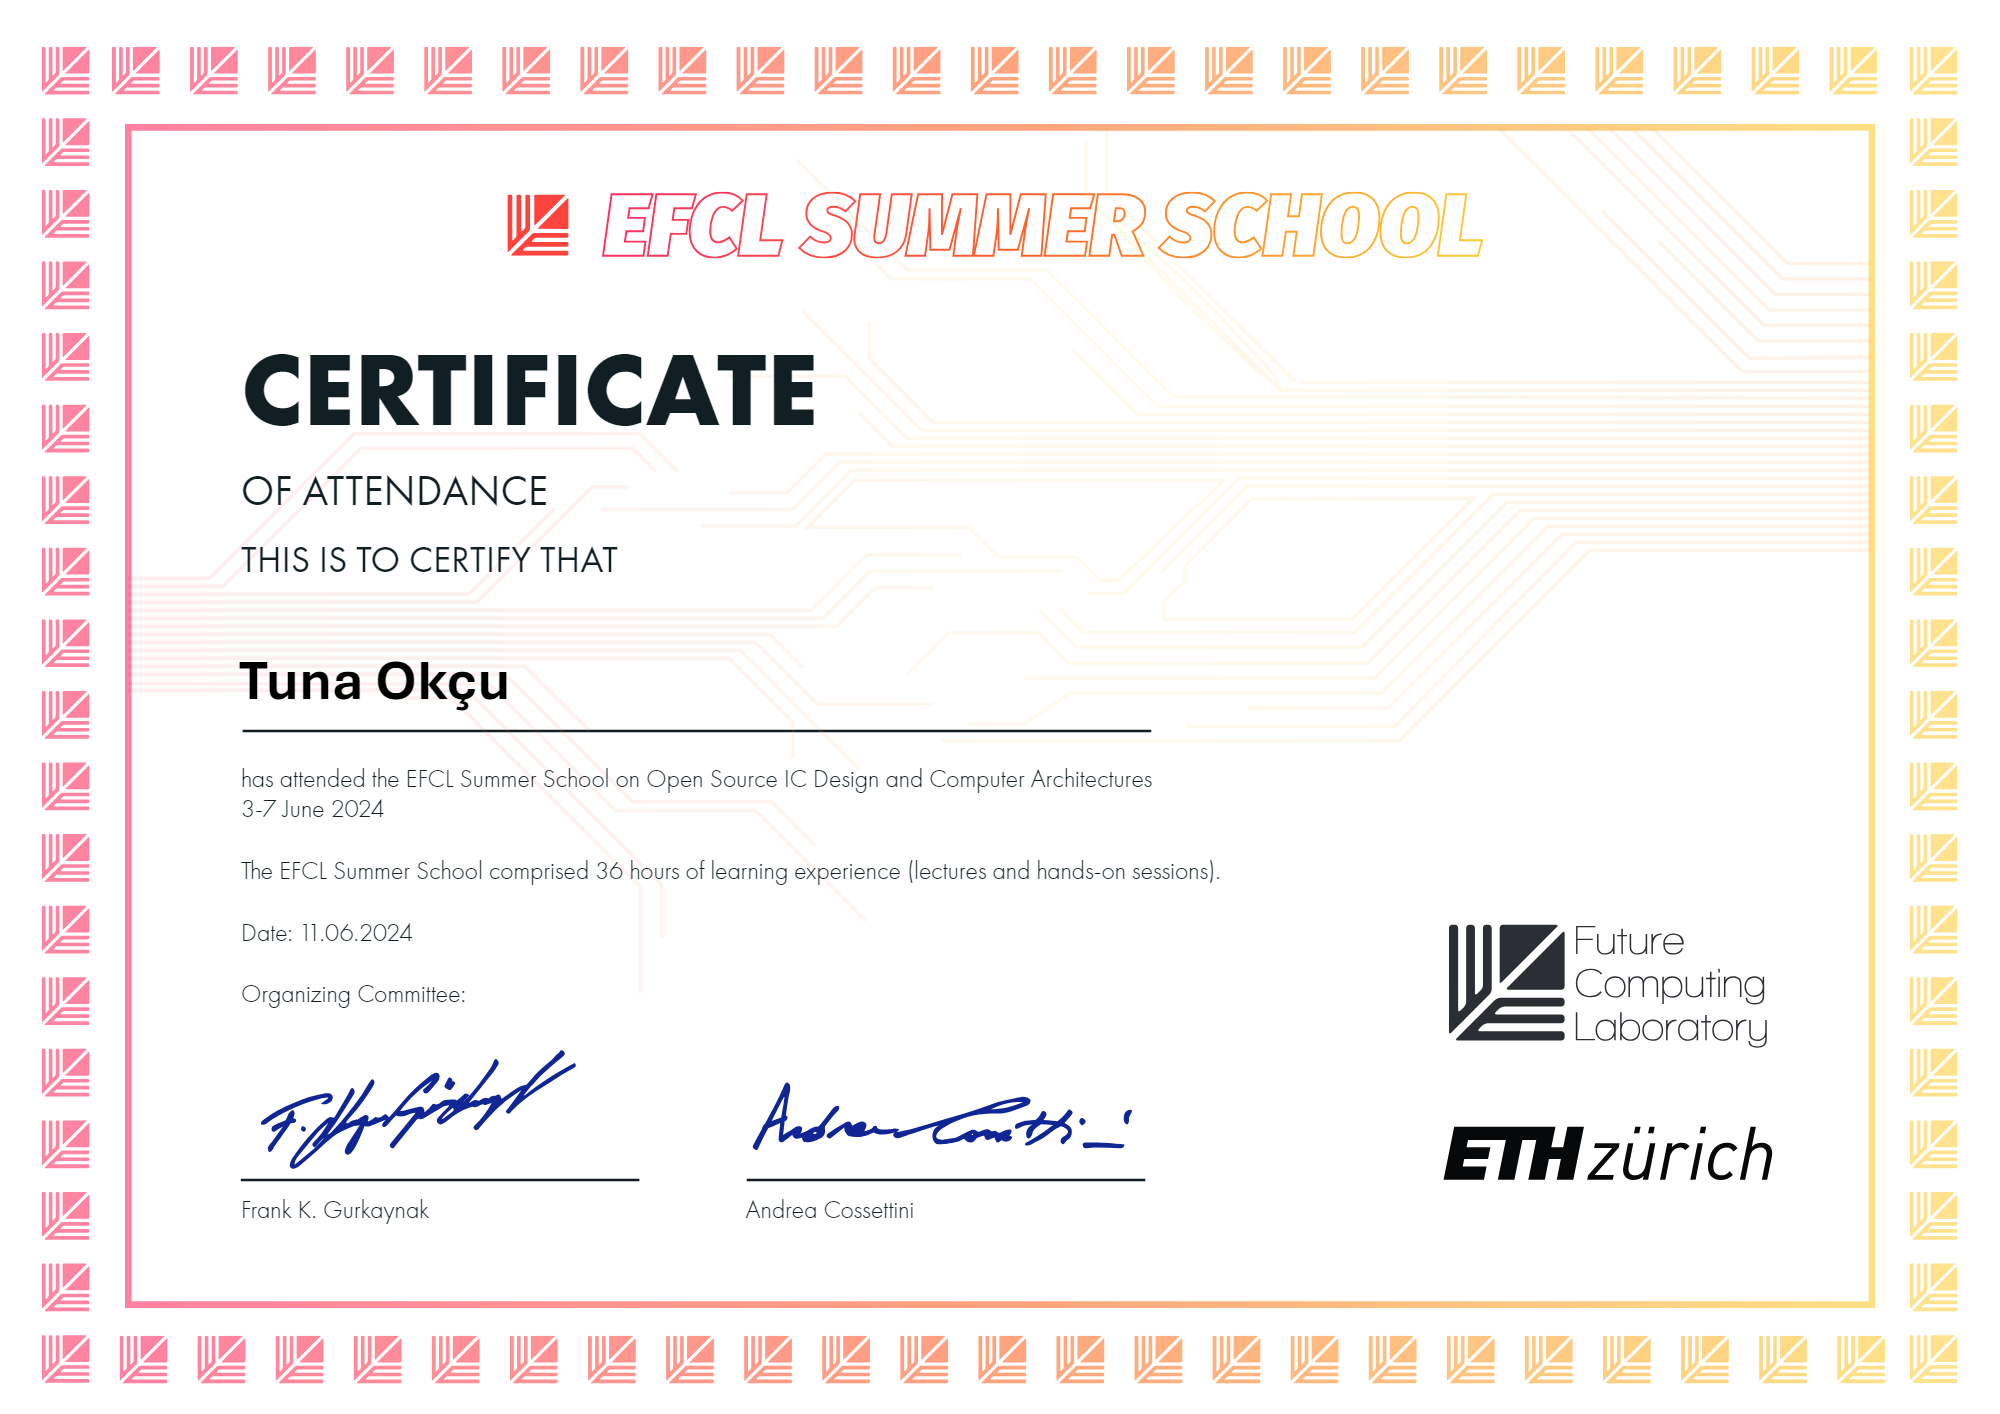 EFCL SUMMER SCHOOL
CERTIFICATE
OF ATTENDANCE
THIS IS TO CERTIFY THAT
Tuna Okçu
has attended the EFCL Summer School on Open Source IC Design and Computer Architectures
3-7 June 2024
The EFCL Summer School comprised 36 hours of learning experience (lectures and hands-on sessions).
Date: 11.06.2024
Organizing Committee:
Frank K. Gurkaynak
Andrea Cossettini
Future
Computing
Laboratory
ETH zürich